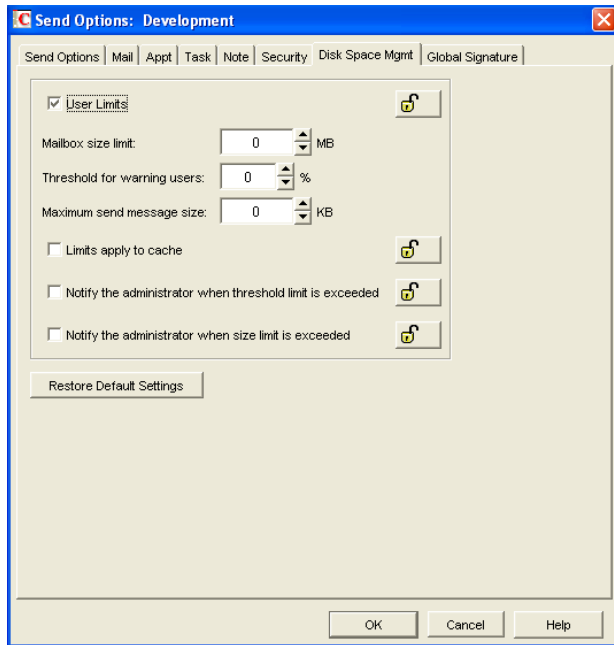 Send Options: Development
Send Options Mail Appt Task Note Security Disk Space Mgmt Global Signature
User Limits
Mailbox size limit: 0 MB
Threshold for warning users: 0 %
Maximum send message size: 0 KB
Limits apply to cache
Notify the administrator when threshold limit is exceeded
Notify the administrator when size limit is exceeded
Restore Default Settings
OK Cancel Help